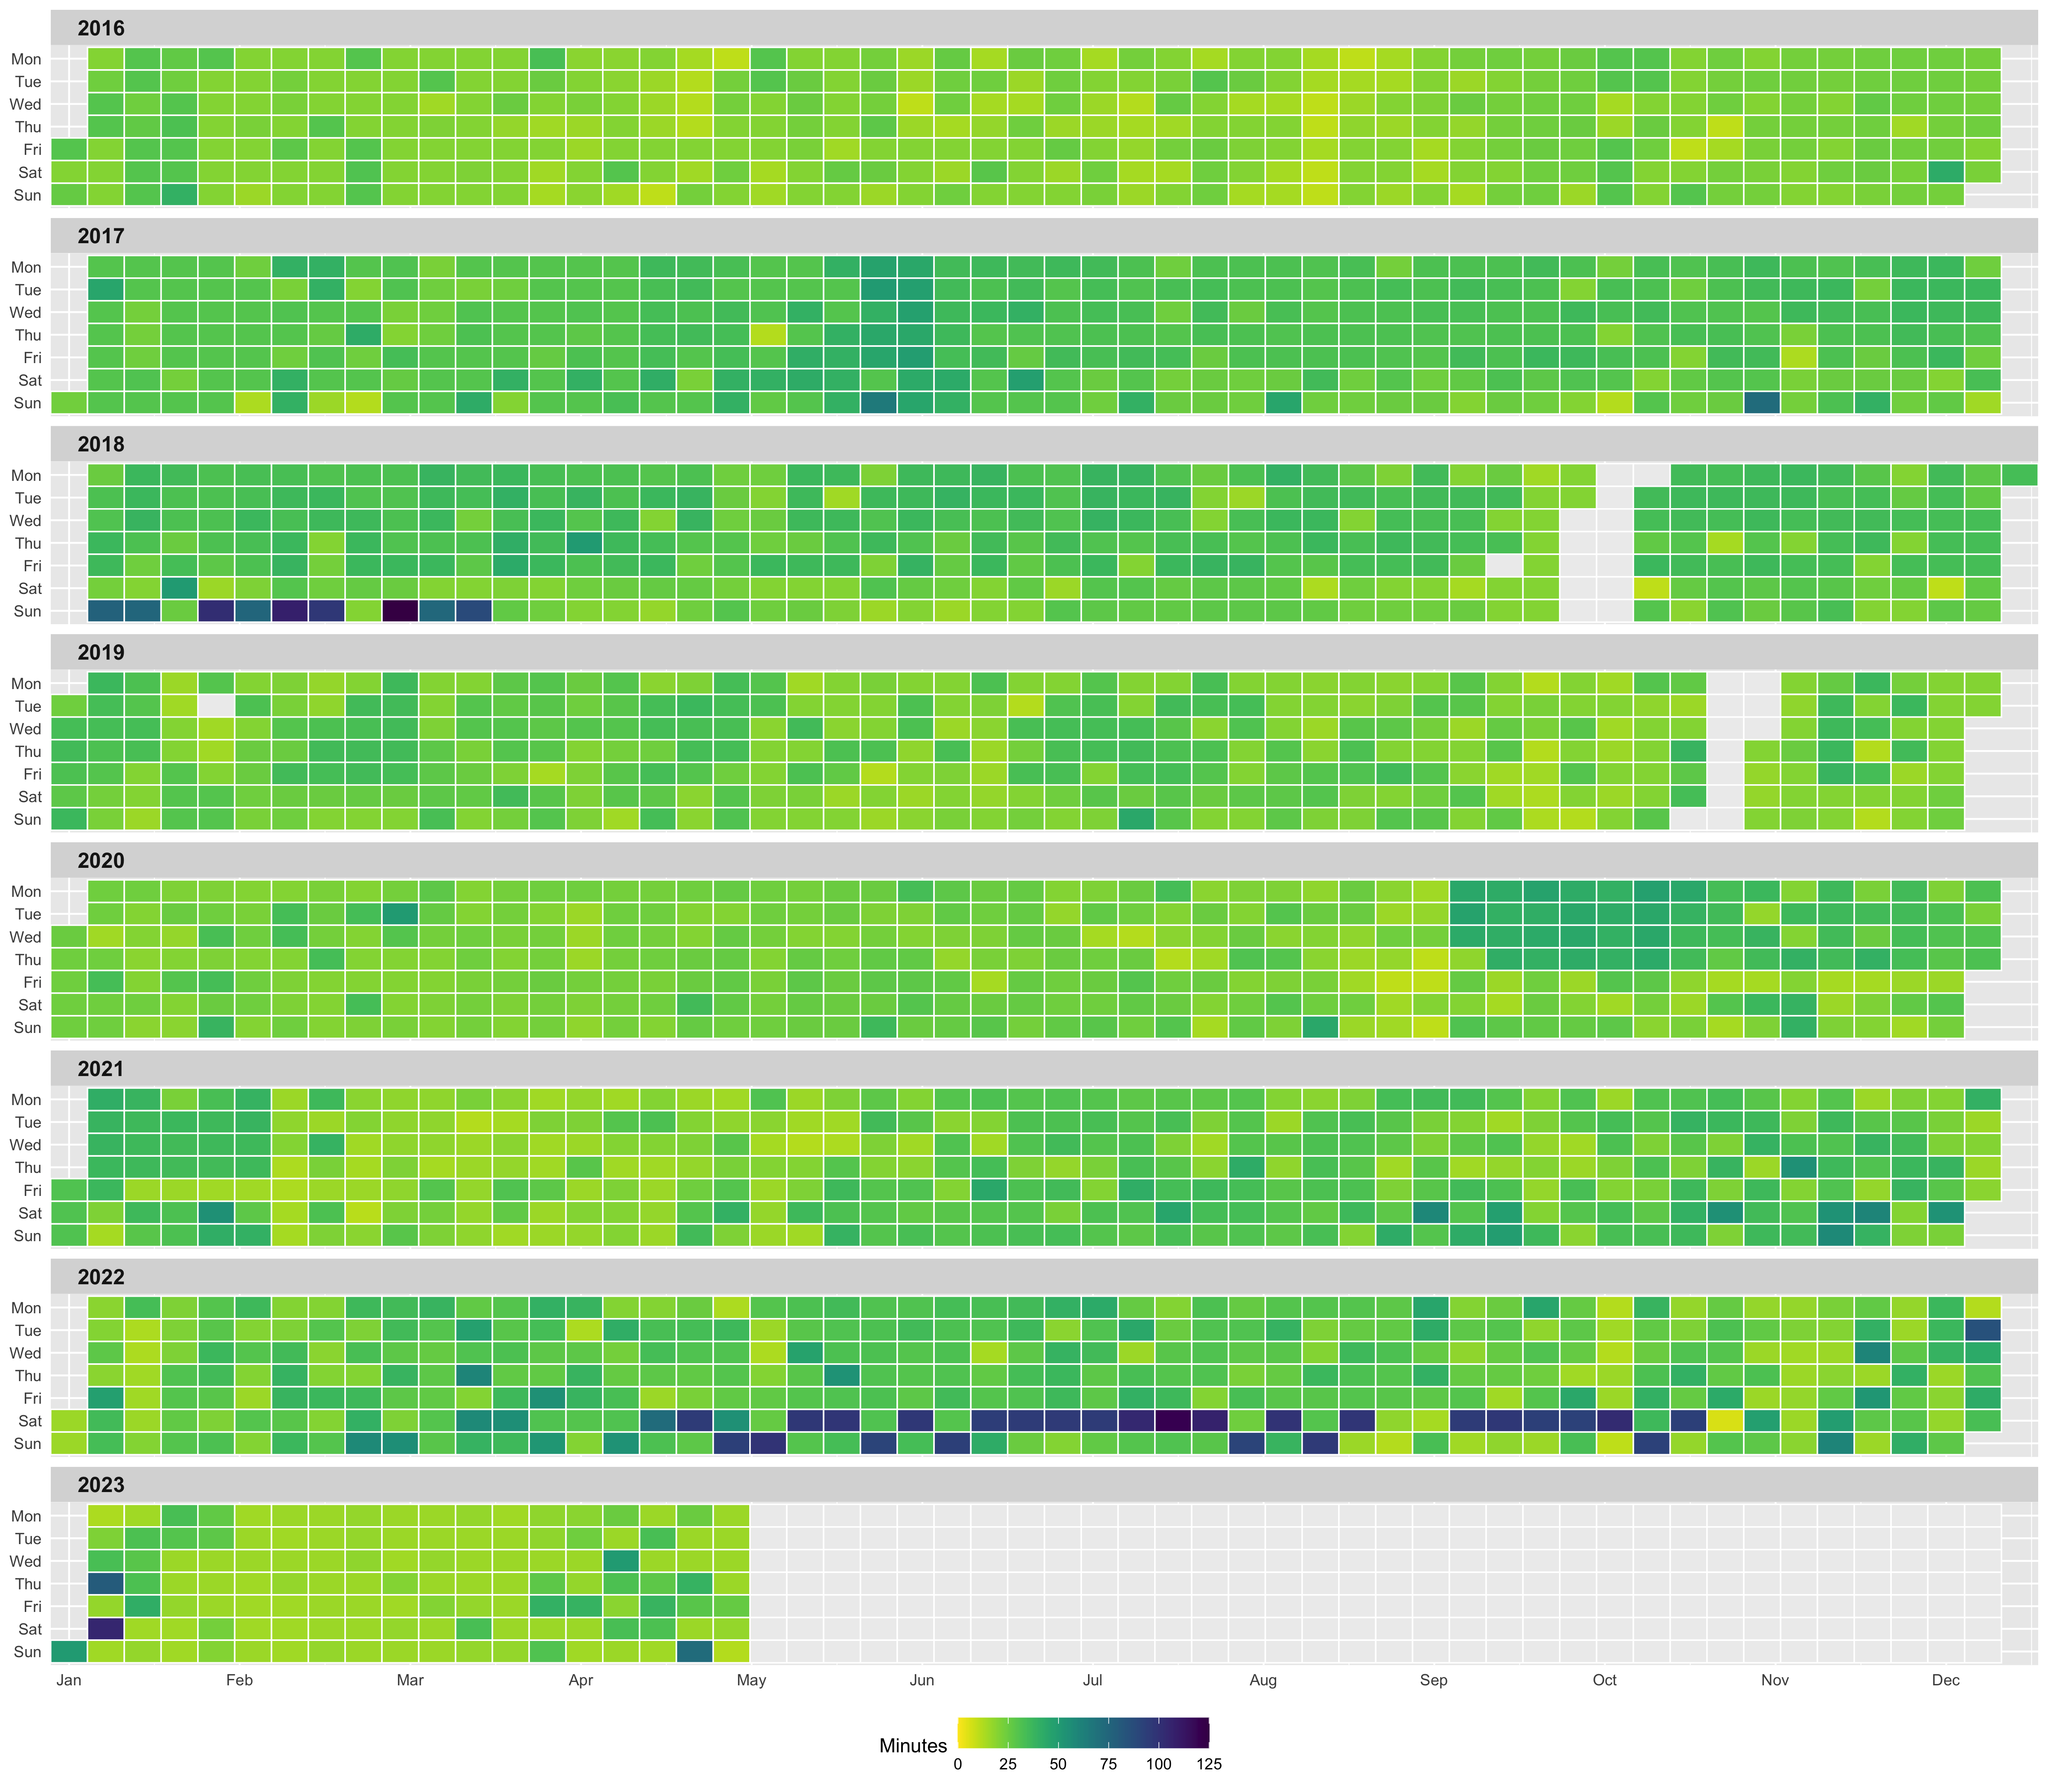 2016
Mon
Tue
Wed
Thu
Fri
Sat
Sun
2017
Mon
Tue
Wed
Thu
Fri
Sat
Sun
2018
Mon
Tue
Wed
Thu
Fri
Sat
Sun
2019
Mon
Tue
Wed
Thu
Fri
Sat
Sun
2020
Mon
Tue
Wed
Thu
Fri
Sat
Sun
2021
Mon
Tue
Wed
Thu
Fri
Sat
Sun
2022
Mon
Tue
Wed
Thu
Fri
Sat
Sun
2023
Mon
Tue
Wed
Thu
Fri
Sat
Sun
Jan Feb Mar Apr May Jun Jul Aug Sep Oct Nov Dec
Minutes
0 25 50 75 100 125